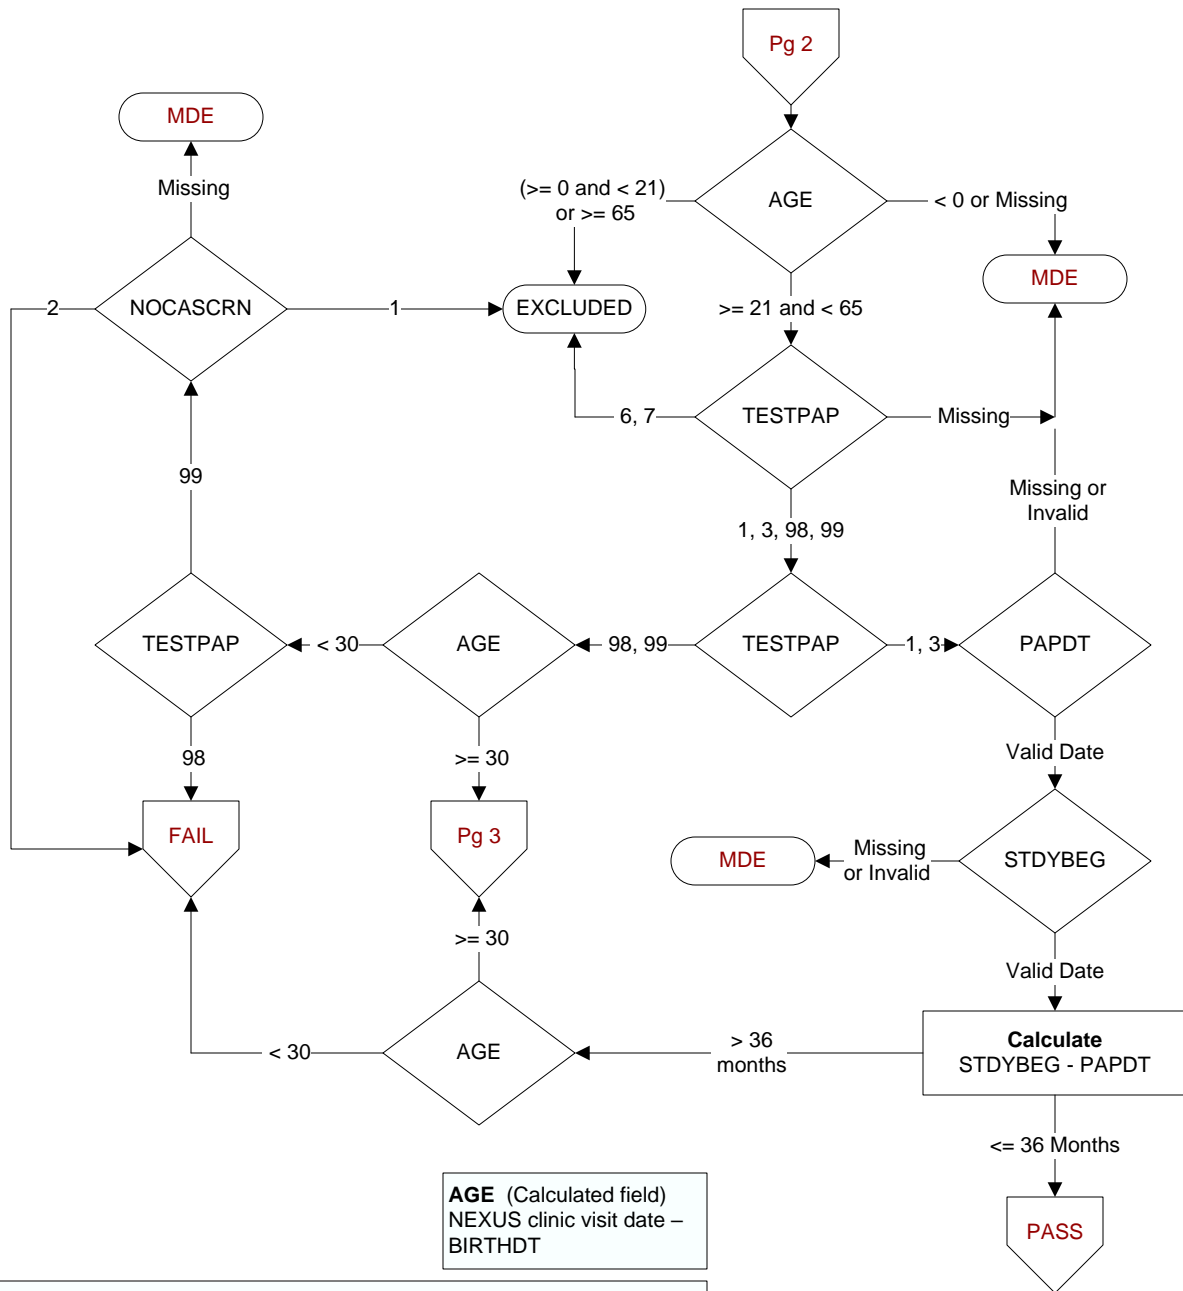 Pg 2
MDE
Missing
(>= 0 and < 21)
or >= 65
AGE
< 0 or Missing
MDE
2
NOCASCRN
1
EXCLUDED
>= 21 and < 65
6, 7
TESTPAP
Missing
99
Missing or
Invalid
1, 3, 98, 99
TESTPAP
< 30
AGE
98, 99
TESTPAP
1, 3
PAPDT
98
>= 30
Valid Date
FAIL
Pg 3
MDE
Missing
or Invalid
STDYBEG
>= 30
Valid Date
< 30
AGE
> 36
months
Calculate
STDYBEG - PAPDT
<= 36 Months
AGE (Calculated field)
NEXUS clinic visit date –
BIRTHDT
PASS